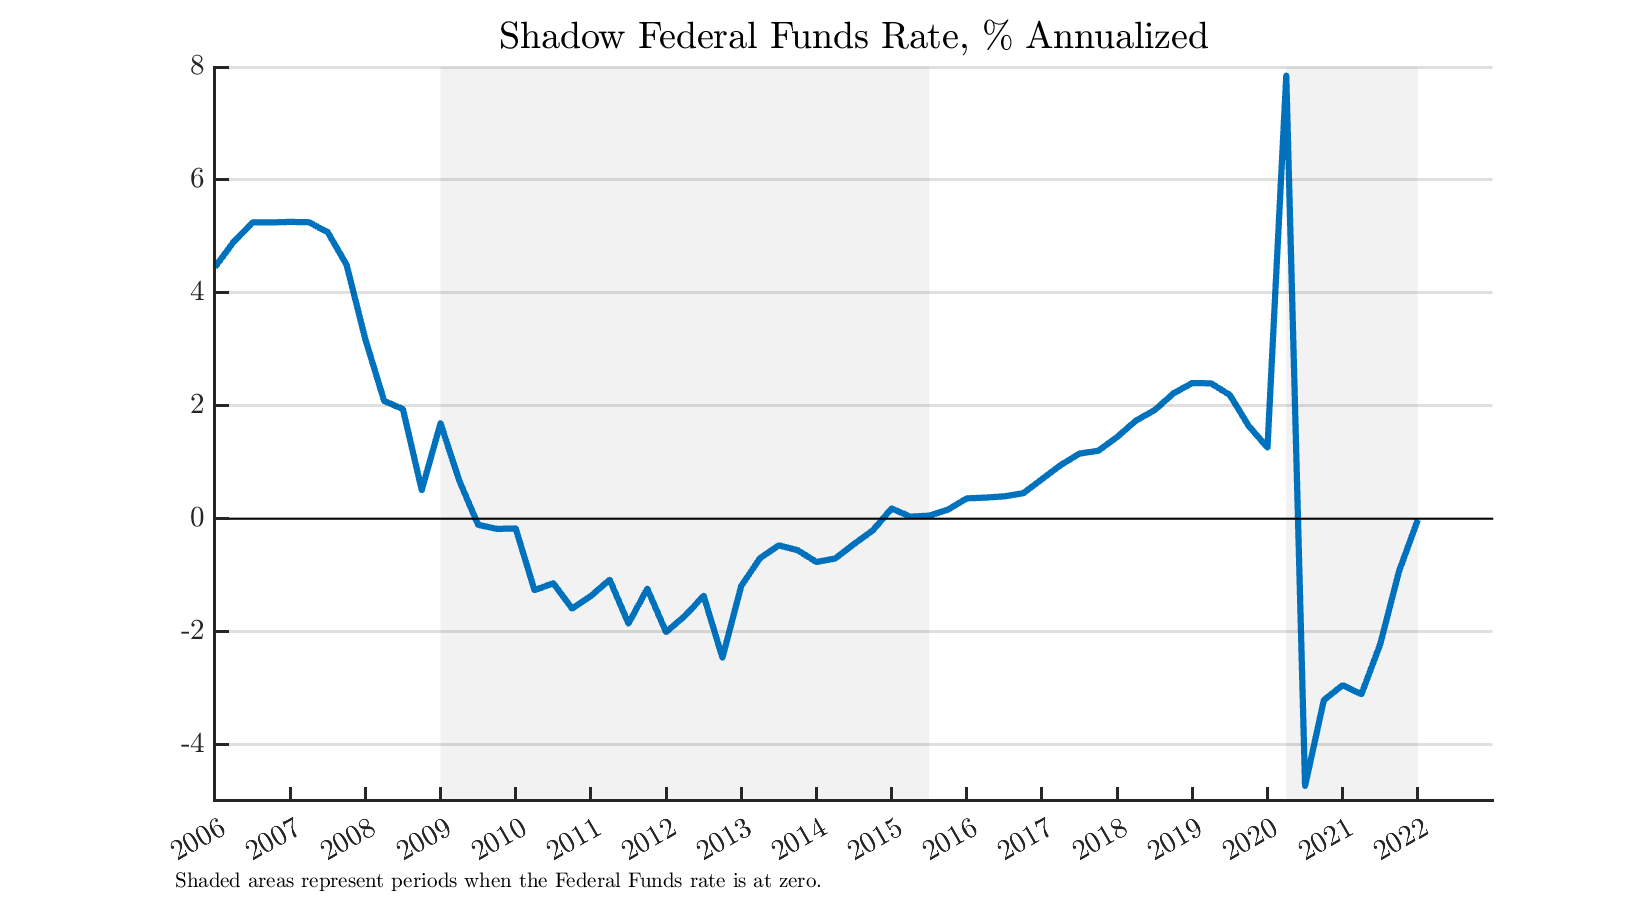 Shadow Federal Funds Rate, % Annualized
8
6
4
2
0
-2
-4
2006 2007 2008 2009 2010 2011 2012 2013 2014 2015 2016 2017 2018 2019 2020 2021 2022
Shaded areas represent periods when the Federal Funds rate is at zero.